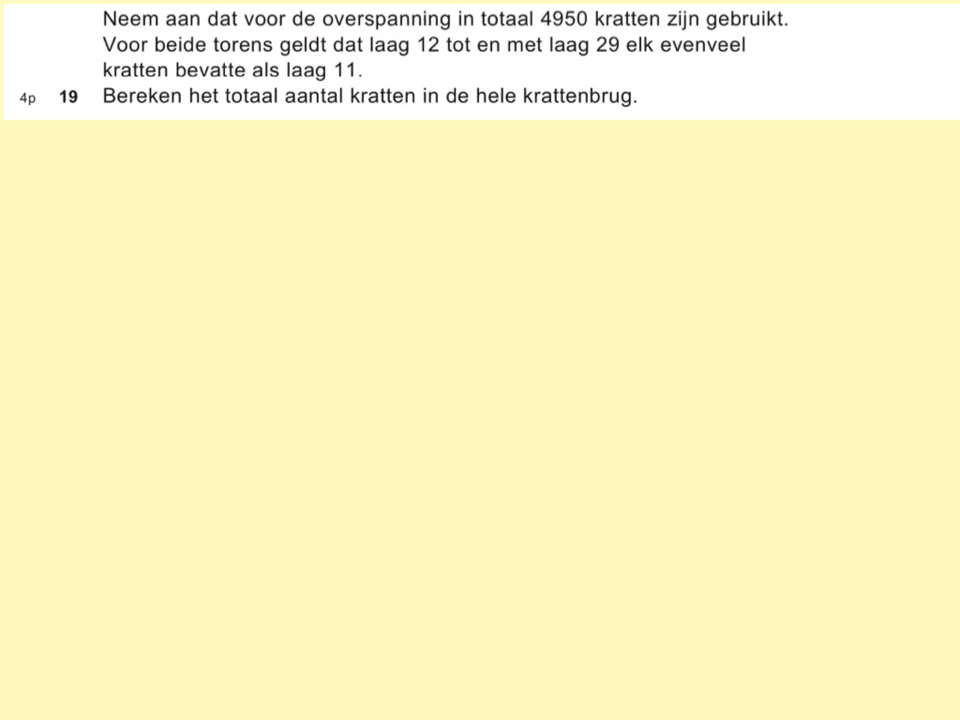 Neem aan dat voor de overspanning in totaal 4950 kratten zijn gebruikt.
Voor beide torens geldt dat laag 12 tot en met laag 29 elk evenveel
kratten bevatte als laag 11.
4p 19 Bereken het totaal aantal kratten in de hele krattenbrug.